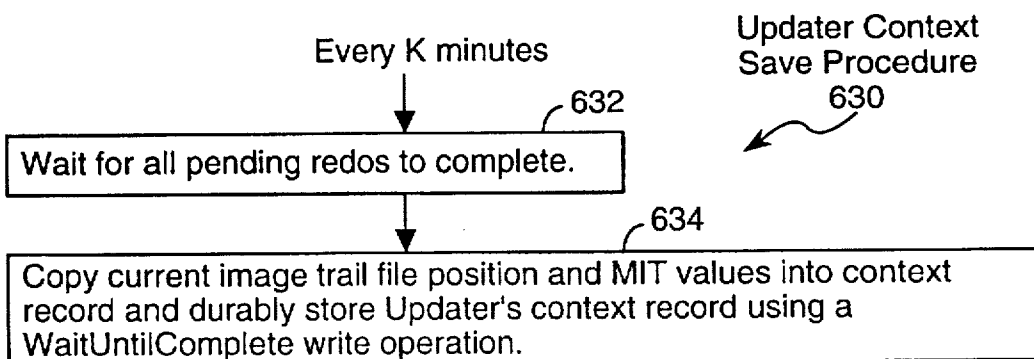 Updater Context
Save Procedure
630
Every K minutes
632
Wait for all pending redos to complete.
634
Copy current image trail file position and MIT values into context
record and durably store Updater's context record using a
WaitUntilComplete write operation.